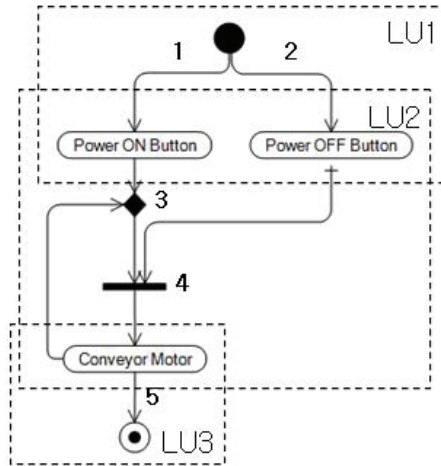 LU1
1 2
LU2
Power ON Button Power OFF Button
3
4
Conveyor Motor
5
LU3